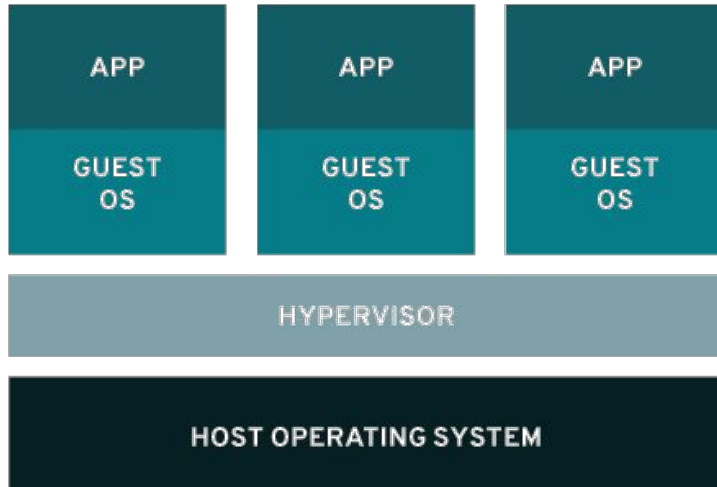 APP
APP
APP
GUEST
OS
GUEST
OS
GUEST
OS
HYPERVISOR
HOST OPERATING SYSTEM